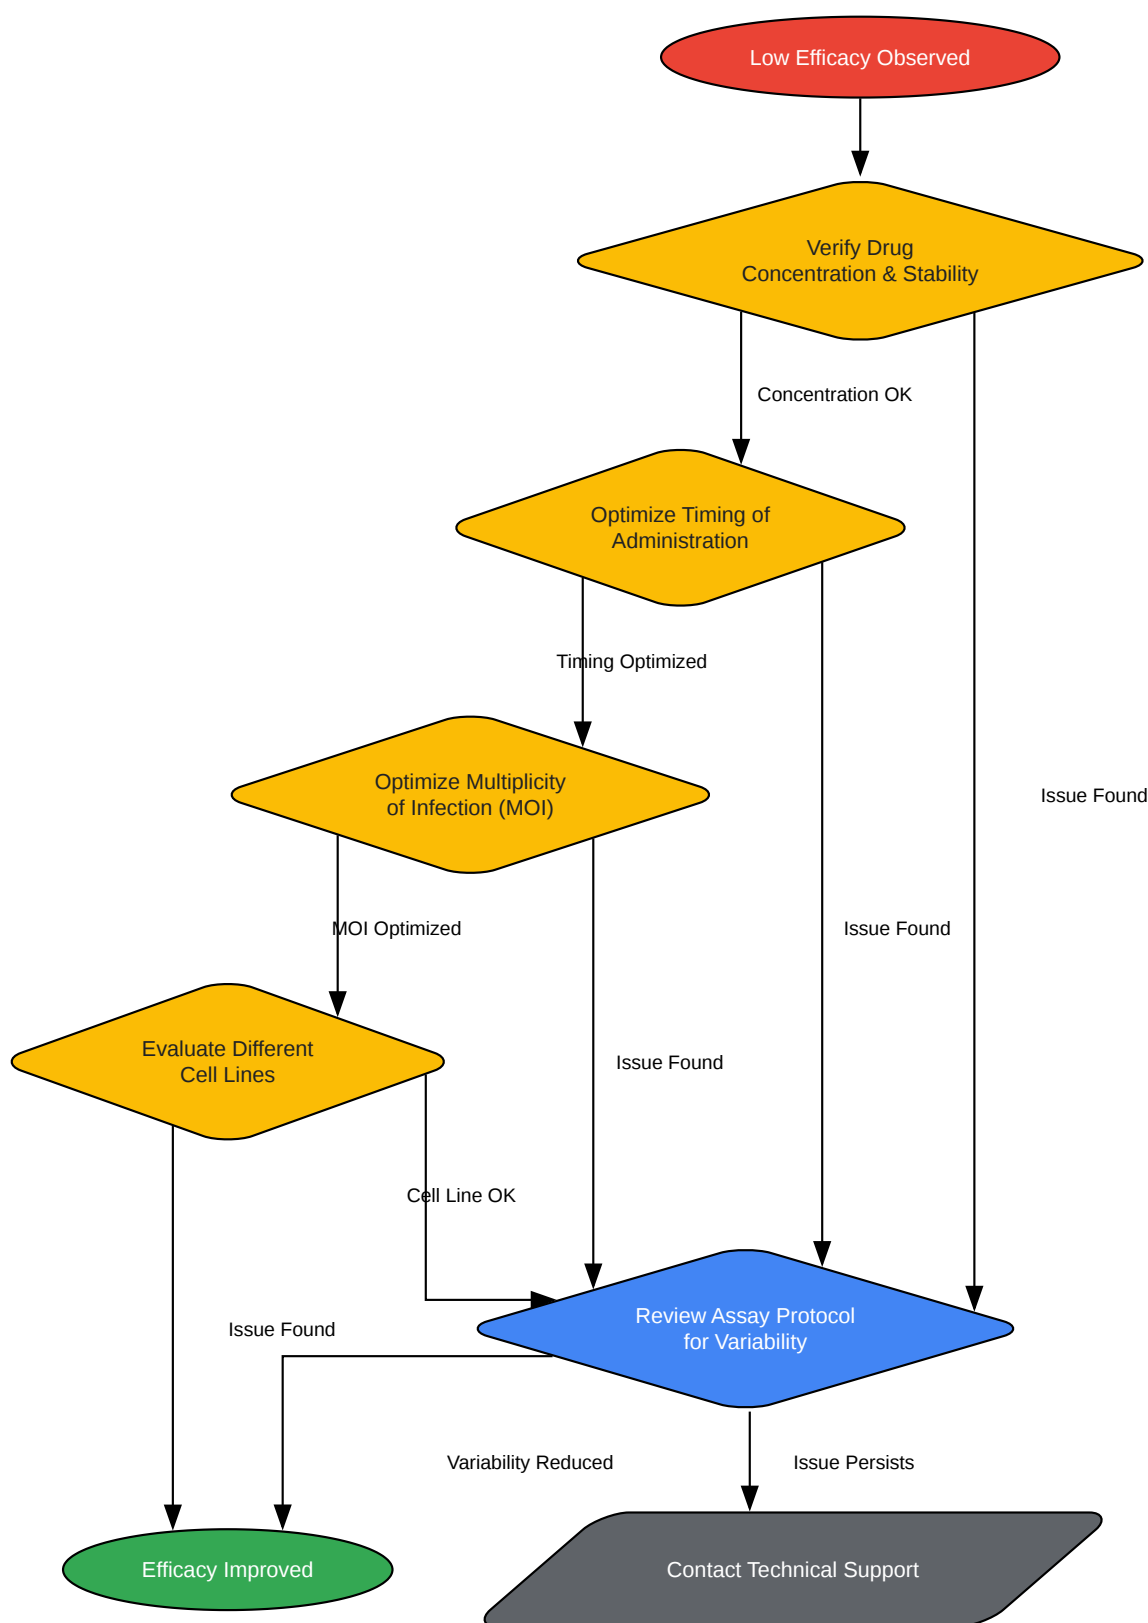 Low Efficacy Observed
Verify Drug
Concentration & Stability
Concentration OK
Optimize Timing of
Administration
Timing Optimized
Optimize Multiplicity
of Infection (MOI)
Issue Found
MOI Optimized
Issue Found
Evaluate Different
Cell Lines
Issue Found
Cell Line OK
Review Assay Protocol
for Variability
Issue Found
Variability Reduced
Issue Persists
Efficacy Improved
Contact Technical Support